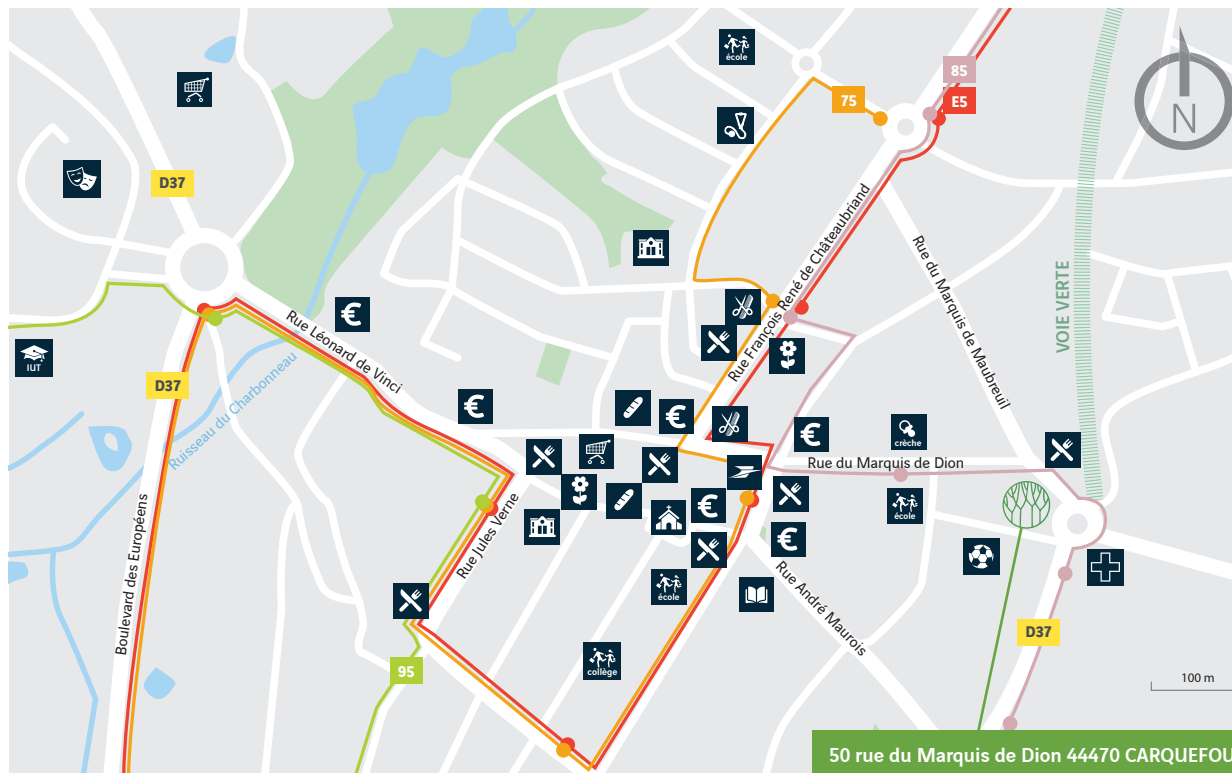 école
85
E5
75
N
D37
Rue François René de Châteaubriand
Rue du Marquis de Maubreuil
VOIE VERTE
Rue Léonard de Vinci
€
IUT
D37
Ruisseau du Charbonneau
€
€
€
crèche
Rue du Marquis de Dion
Boulevard des Européens
Rue Jules Verne
€
école
€
école
Rue André Maurois
collège
D37
95
100 m
50 rue du Marquis de Dion 44470 CARQUEFOU